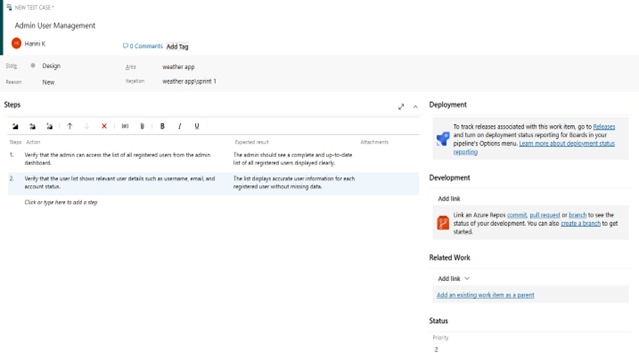 NEW TEST CASE *
Admin User Management
Hanni K
0 Comments Add Tag
State Design Area weather app
Reason New Iteration weather app\sprint 1
Steps
Steps Action Expected result Attachments
1. Verify that the admin can access the list of all registered users from the admin dashboard. The admin should see a complete and up-to-date list of all registered users displayed clearly.
2. Verify that the user list shows relevant user details such as username, email, and account status. The list displays accurate user information for each registered user without missing data.
Click or type here to add a step
Deployment
To track releases associated with this work item, go to Releases
and turn on deployment status reporting for Boards in your
pipeline's Options menu. Learn more about deployment status
reporting
Development
Add link
Link an Azure Repos commit, pull request or branch to see the
status of your development. You can also create a branch to get
started.
Related Work
Add link
Add an existing work item as a parent
Status
Priority
2